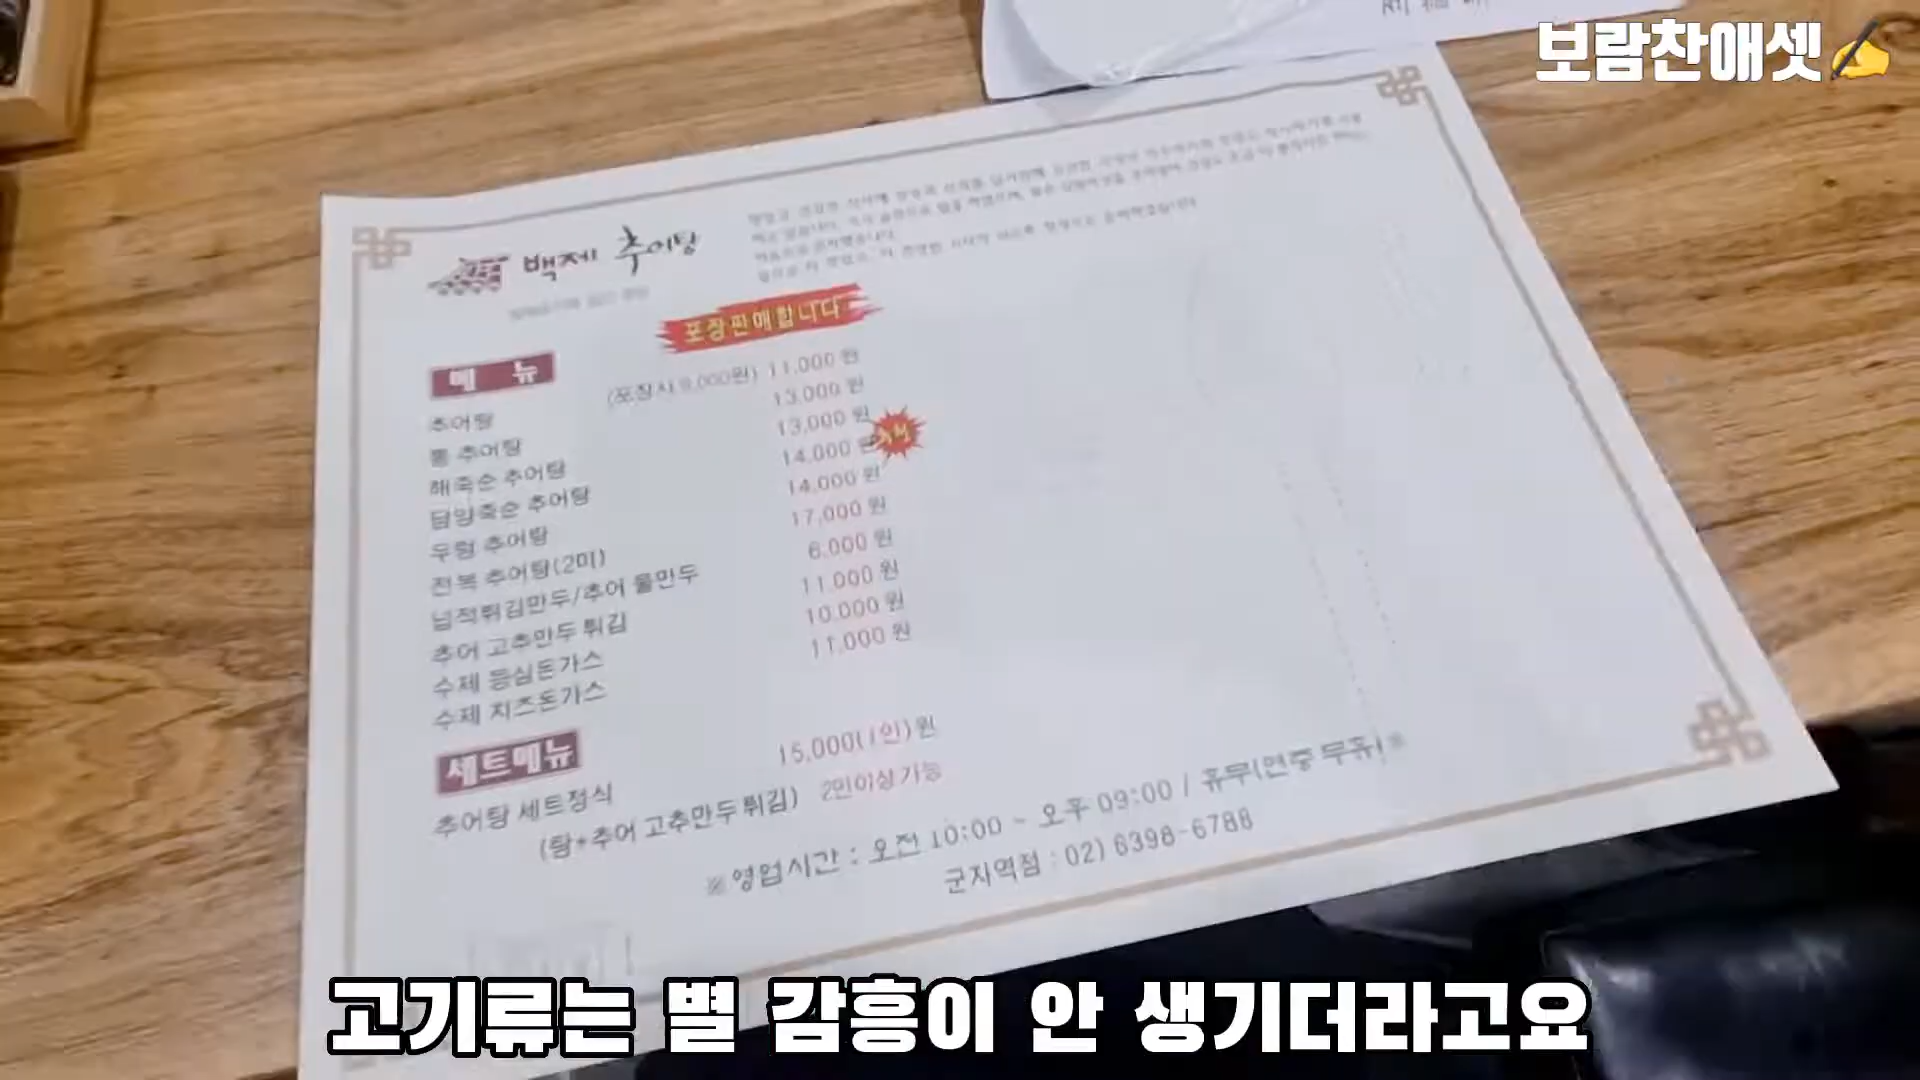 보람찬애셋
백제 추어탕
포장판매합니다
메 뉴
추어탕 (포장시 9,000원) 11,000 원
통 추어탕 13,000 원
해죽순 추어탕 13,000 원
담양죽순 추어탕 14,000 원 추천
우렁 추어탕 14,000 원
전복 추어탕(2미) 17,000 원
넙적튀김만두/추어 물만두 6,000 원
추어 고추만두 튀김 11,000 원
수제 등심돈가스 10,000 원
수제 치즈돈가스 11,000 원
세트메뉴
추어탕 세트정식 15,000(1인)원
(탕+추어 고추만두 튀김) 2인이상 가능
※ 영업시간 : 오전 10:00 ~ 오후 09:00 / 휴무(연중 무휴) ※
군자역점 : 02) 6398-6788
고기류는 별 감흥이 안 생기더라고요